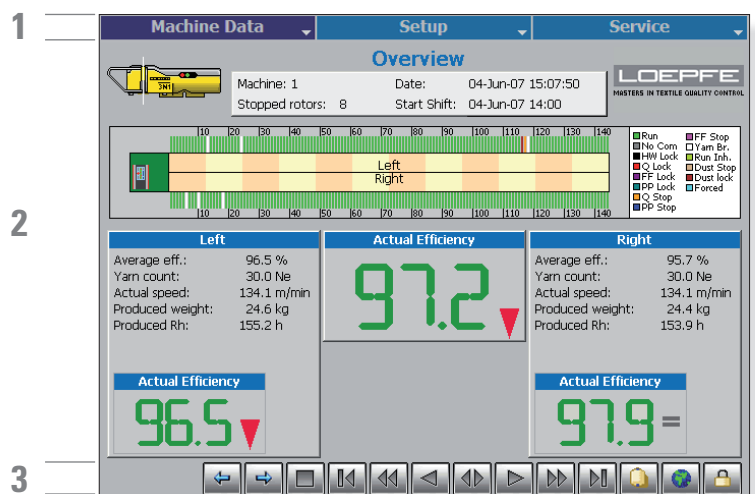 1
Machine Data Setup Service
Overview
Machine: 1 Date: 04-Jun-07 15:07:50
Stopped rotors: 8 Start Shift: 04-Jun-07 14:00
LOEPFE
MASTERS IN TEXTILE QUALITY CONTROL
|10 |20 |30 |40 |50 |60 |70 |80 |90 |100 |110 |120 |130 |140
Left
Right
|10 |20 |30 |40 |50 |60 |70 |80 |90 |100 |110 |120 |130 |140
Run FF Stop
No Com Yarn Br.
HW Lock Run Inh.
Q Lock Dust Stop
FF Lock Dust lock
PP Lock Forced
Q Stop
PP Stop
2
Left
Average eff.: 96.5 %
Yarn count: 30.0 Ne
Actual speed: 134.1 m/min
Produced weight: 24.6 kg
Produced Rh: 155.2 h
Actual Efficiency
96.5
Actual Efficiency
97.2
Right
Average eff.: 95.7 %
Yarn count: 30.0 Ne
Actual speed: 134.1 m/min
Produced weight: 24.4 kg
Produced Rh: 153.9 h
Actual Efficiency
97.9 =
3